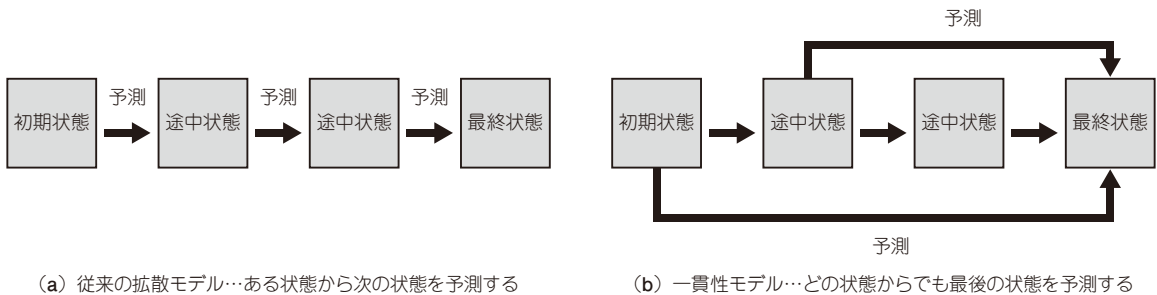 予測
予測
予測
初期状態
途中状態
途中状態
最終状態
(a) 従来の拡散モデル…ある状態から次の状態を予測する
予測
初期状態
途中状態
途中状態
最終状態
予測
(b) 一貫性モデル…どの状態からでも最後の状態を予測する